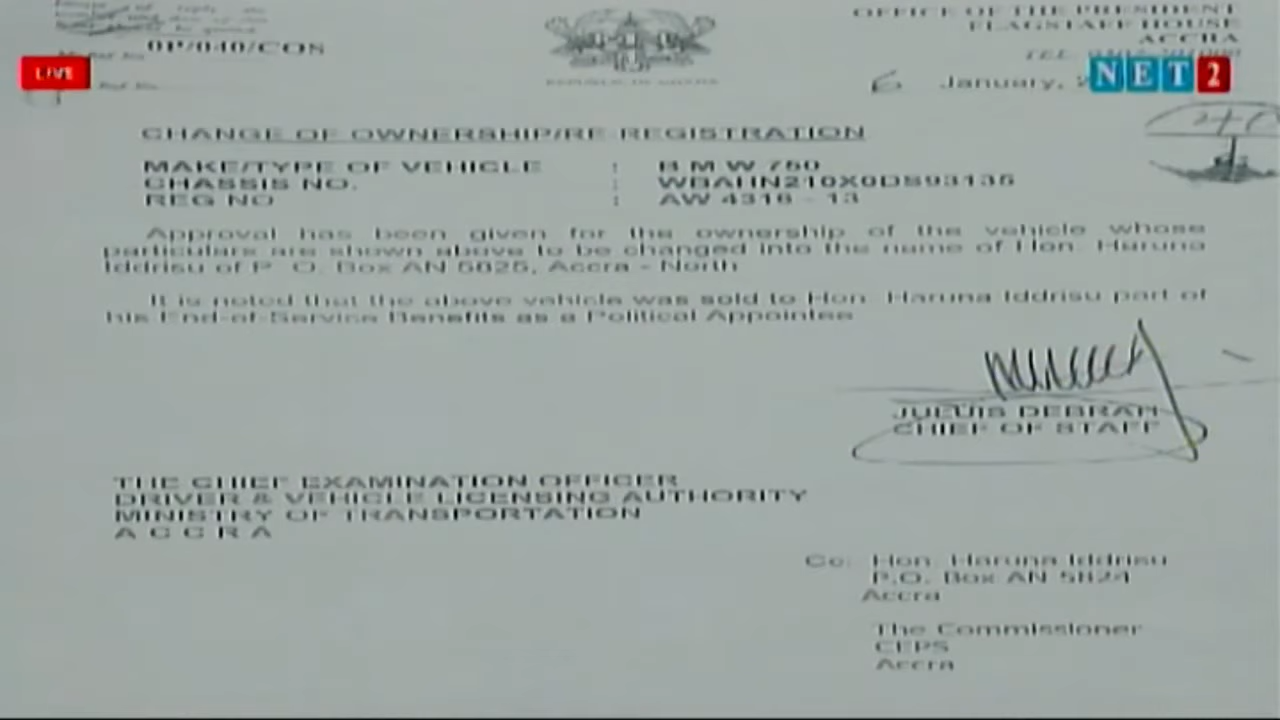 OFFICE OF THE PRESIDENT
FLAGSTAFF HOUSE
ACCRA
OP/040/COS
LIVE
NET2
6 January,
CHANGE OF OWNERSHIP/RE-REGISTRATION
MAKE/TYPE OF VEHICLE : B M W 750
CHASSIS NO. : WBAHN210X0DS93135
REG NO : AW 4316 - 13
Approval has been given for the ownership of the vehicle whose
particulars are shown above to be changed into the name of Hon. Haruna
Iddrisu of P. O. Box AN 5825, Accra - North
It is noted that the above vehicle was sold to Hon. Haruna Iddrisu part of
his End-of-Service Benefits as a Political Appointee
JULUIS DEBRAH
CHIEF OF STAFF
THE CHIEF EXAMINATION OFFICER
DRIVER & VEHICLE LICENSING AUTHORITY
MINISTRY OF TRANSPORTATION
A C C R A
Cc: Hon. Haruna Iddrisu
P.O. Box AN 5824
Accra
The Commissioner
CEPS
Accra